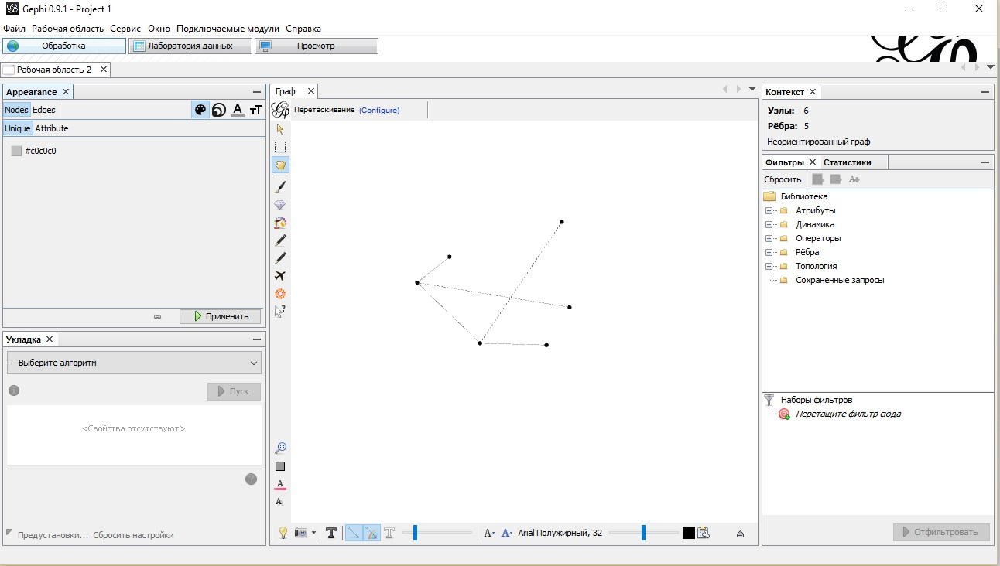 Gephi 0.9.1 - Project 1
Файл Рабочая область Сервис Окно Подключаемые модули Справка
Обработка Лаборатория данных Просмотр
Рабочая область 2
Appearance
Nodes Edges
Unique Attribute
#c0c0c0
Применить
Укладка
---Выберите алгоритм
Пуск
<Свойства отсутствуют>
Предустановки... Сбросить настройки
Граф
Перетаскивание (Configure)
Arial Полужирный, 32
Контекст
Узлы: 6
Рёбра: 5
Неориентированный граф
Фильтры Статистики
Сбросить
Библиотека
Атрибуты
Динамика
Операторы
Рёбра
Топология
Сохраненные запросы
Наборы фильтров
Перетащите фильтр сюда
Отфильтровать